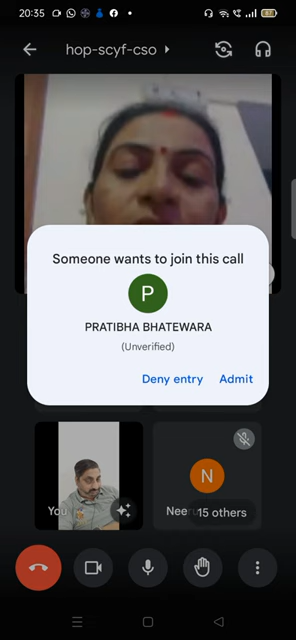 20:35
87
hop-scyf-cso
Someone wants to join this call
P
PRATIBHA BHATEWARA
(Unverified)
Deny entry Admit
You
N
Nee
15 others